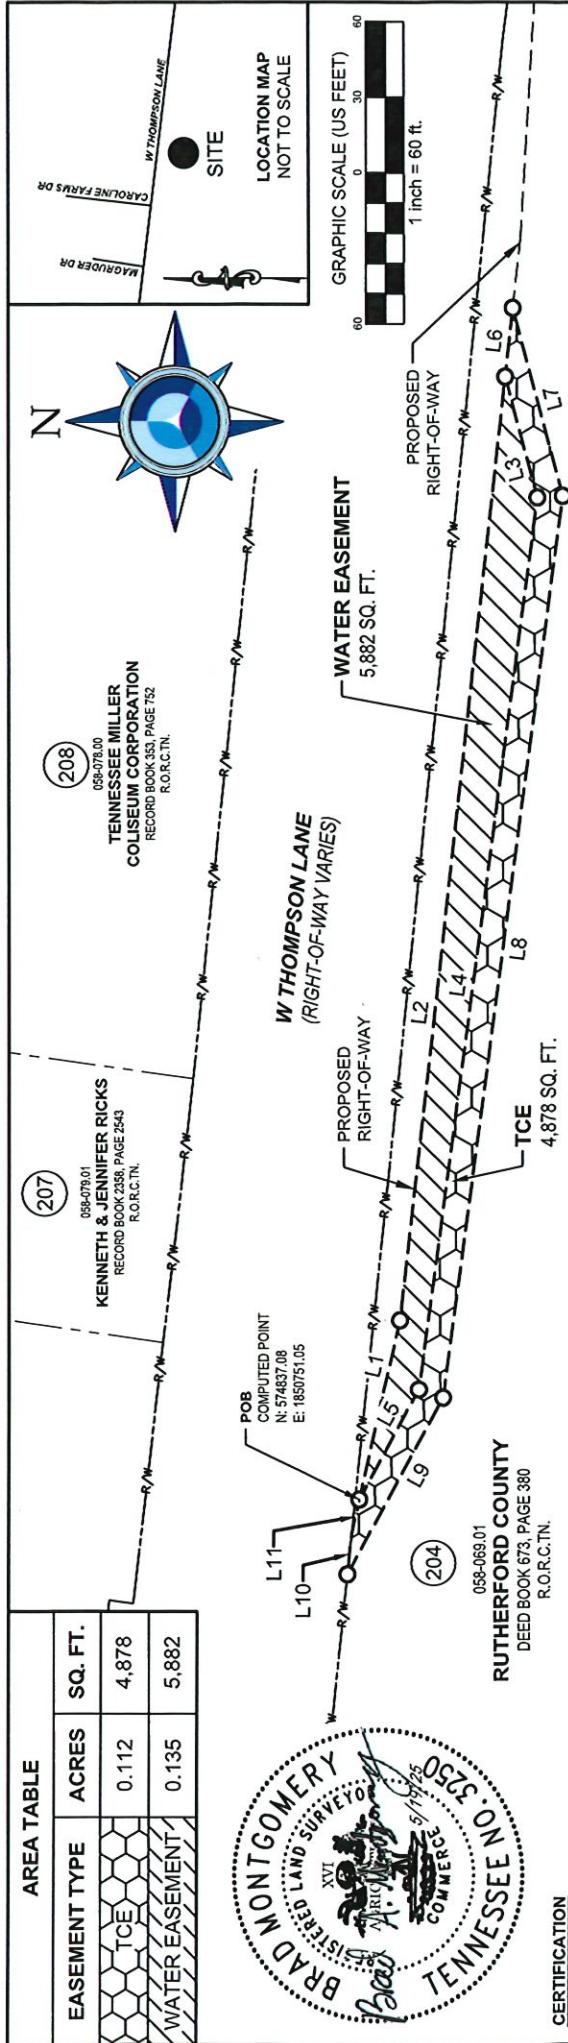 AREA TABLE
EASEMENT TYPE ACRES SQ. FT.
TCE 0.112 4,878
WATER EASEMENT 0.135 5,882
207
058-079.01
KENNETH & JENNIFER RICKS
RECORD BOOK 2358, PAGE 2543
R.O.R.C.TN.
208
058-078.00
TENNESSEE MILLER
COLISEUM CORPORATION
RECORD BOOK 353, PAGE 752
R.O.R.C.TN.
N
MAGRUDER DR
CAROLINE FARMS DR
W THOMPSON LANE
SITE
LOCATION MAP
NOT TO SCALE
GRAPHIC SCALE (US FEET)
60 0 30 60
1 inch = 60 ft.
R/W R/W R/W R/W R/W R/W R/W R/W R/W
W THOMPSON LANE
(RIGHT-OF-WAY VARIES)
POB
COMPUTED POINT
N: 574837.08
E: 1850751.05
W R/W R/W R/W R/W R/W R/W R/W R/W R/W R/W R/W
PROPOSED
RIGHT-OF-WAY
WATER EASEMENT
5,882 SQ. FT.
PROPOSED
RIGHT-OF-WAY
L11
L10
L1
L5
L9
L2
L4
L8
L3
L6
L7
TCE
4,878 SQ. FT.
204
058-069.01
RUTHERFORD COUNTY
DEED BOOK 673, PAGE 380
R.O.R.C.TN.
BRAD MONTGOMERY
REGISTERED LAND SURVEYOR
XVI
Brad A. Montgomery
5/19/25
COMMERCE
TENNESSEE NO. 3250
CERTIFICATION